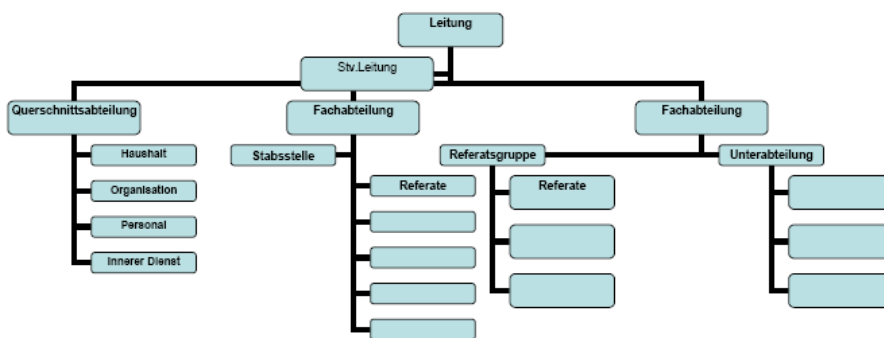 Leitung
Stv.Leitung
Querschnittsabteilung
Fachabteilung
Fachabteilung
Haushalt
Stabsstelle
Referatsgruppe
Unterabteilung
Organisation
Referate
Referate
Personal
Innerer Dienst